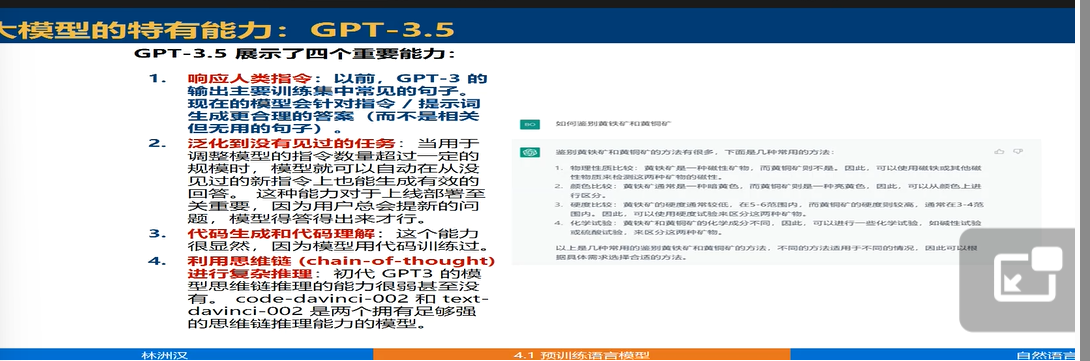 大模型的特有能力：GPT-3.5
GPT-3.5 展示了四个重要能力：
1. 响应人类指令：以前，GPT-3 的
输出主要训练集中常见的句子。
现在的模型会针对指令 / 提示词
生成更合理的答案（而不是相关
但无用的句子）。
2. 泛化到没有见过的任务：当用于
调整模型的指令数量超过一定的
规模时，模型就可以自动在从没
见过的新指令上也能生成有效的
回答。 这种能力对于上线部署至
关重要，因为用户总会提新的问
题，模型得答得出来才行。
3. 代码生成和代码理解：这个能力
很显然，因为模型用代码训练过。
4. 利用思维链 (chain-of-thought)
进行复杂推理：初代 GPT3 的模
型思维链推理的能力很弱甚至没
有。 code-davinci-002 和 text-
davinci-002 是两个拥有足够强
的思维链推理能力的模型。
如何鉴别黄铁矿和黄铜矿
鉴别黄铁矿和黄铜矿的方法有很多，下面是几种常用的方法：
1. 物理性质比较：黄铁矿是一种磁性矿物，而黄铜矿则不是。因此，可以使用磁铁或其他磁
性物质来检测这两种矿物的磁性。
2. 颜色比较：黄铁矿通常是一种暗黄色，而黄铜矿则是一种亮黄色，因此，可以从颜色上进
行区分。
3. 硬度比较：黄铁矿的硬度通常较低，在5-6范围内，而黄铜矿的硬度则较高，通常在3-4范
围内。因此，可以使用硬度试验来区分这两种矿物。
4. 化学试验：黄铁矿和黄铜矿的化学成分不同，因此，可以进行一些化学试验，如碱性试验
或硫酸试验，来区分这两种矿物。
以上是几种常用的鉴别黄铁矿和黄铜矿的方法，不同的方法适用于不同的情况，因此可以根
据具体需求选择合适的方法。
林洲汉
4.1 预训练语言模型
自然语言